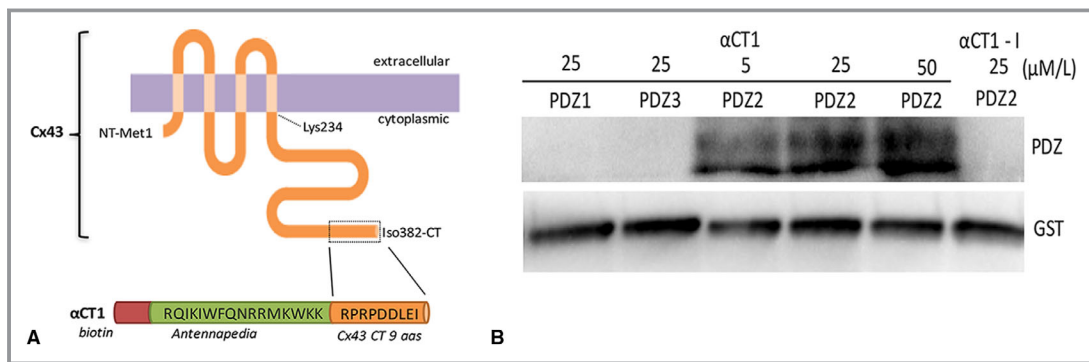 extracellular
cytoplasmic
Cx43
NT-Met1
Lys234
Iso382-CT
αCT1
biotin
RQIKIWFQNRRMKWKK
RPRPDDLEI
Antennapedia
Cx43 CT 9 aas
A
αCT1
αCT1 - I
25 25 5 25 50 25 (μM/L)
PDZ1 PDZ3 PDZ2 PDZ2 PDZ2 PDZ2
PDZ
GST
B